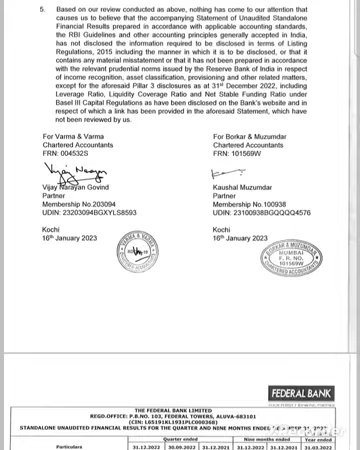 5. Based on our review conducted as above, nothing has come to our attention that
causes us to believe that the accompanying Statement of Unaudited Standalone
Financial Results prepared in accordance with applicable accounting standards,
the RBI Guidelines and other accounting principles generally accepted in India,
has not disclosed the information required to be disclosed in terms of Listing
Regulations, 2015 including the manner in which it is to be disclosed, or that it
contains any material misstatement or that it has not been prepared in accordance
with the relevant prudential norms issued by the Reserve Bank of India in respect
of income recognition, asset classification, provisioning and other related matters,
except for the aforesaid Pillar 3 disclosures as at 31st December 2022, including
Leverage Ratio, Liquidity Coverage Ratio and Net Stable Funding Ratio under
Basel III Capital Regulations as have been disclosed on the Bank's website and in
respect of which a link has been provided in the aforesaid Statement, which have
not been reviewed by us.
For Varma & Varma
Chartered Accountants
FRN: 004532S
Vijay Narayan Govind
Partner
Membership No.203094
UDIN: 23203094BGXYLS8593
Kochi
16th January 2023
For Borkar & Muzumdar
Chartered Accountants
FRN: 101569W
Kaushal Muzumdar
Partner
Membership No.100938
UDIN: 23100938BGQQQQ4576
Kochi
16th January 2023
VARMA & VARMA
BORKAR & MUZUMDAR
MUMBAI
F. R. NO.
101569W
CHARTERED ACCOUNTANTS
FEDERAL BANK
THE FEDERAL BANK LIMITED
REGD.OFFICE: P.B.NO. 103, FEDERAL TOWERS, ALUVA-683101
(CIN: L65191KL1931PLC000368)
STANDALONE UNAUDITED FINANCIAL RESULTS FOR THE QUARTER AND NINE MONTHS ENDED
Particulars
Quarter ended
Nine months ended
Year ended
31.12.2022 30.09.2022 31.12.2021 31.12.2022 31.12.2021 31.03.2022